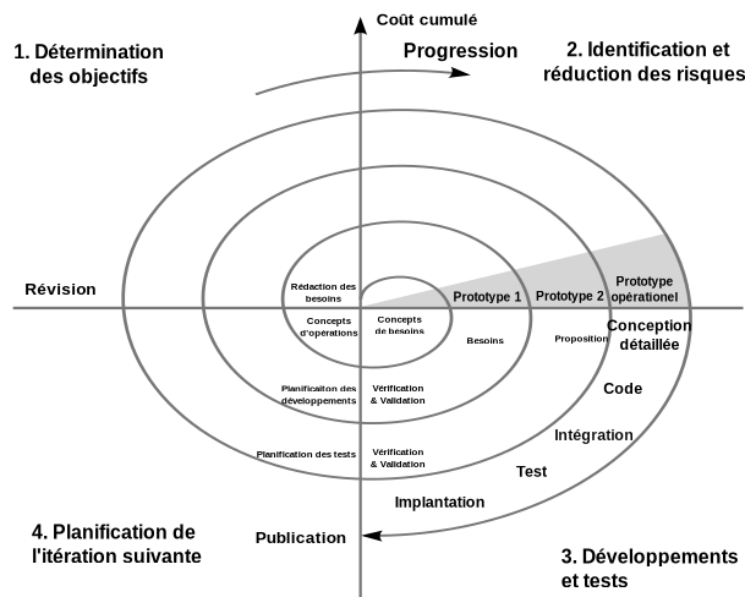 Coût cumulé
Progression
1. Détermination
des objectifs
2. Identification et
réduction des risques
Révision
Rédaction des
besoins
Prototype 1
Prototype 2
Prototype
opérationel
Concepts
d'opérations
Concepts
de besoins
Besoins
Proposition
Conception
détaillée
Planificaiton des
développements
Vérification
& Validation
Code
Planification des tests
Vérification
& Validation
Intégration
Test
Implantation
Publication
4. Planification de
l'itération suivante
3. Développements
et tests